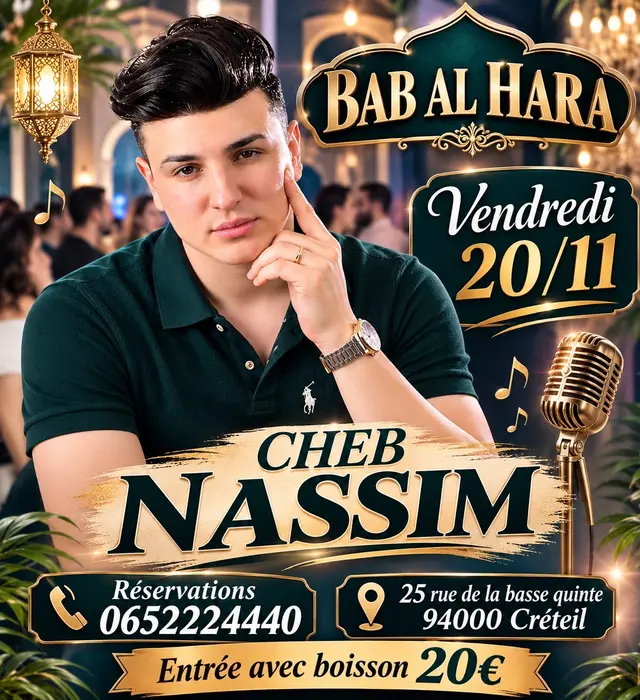 BAB AL HARA
Vendredi
20/11
CHEB
NASSIM
Réservations
0652224440
25 rue de la basse quinte
94000 Créteil
Entrée avec boisson 20€